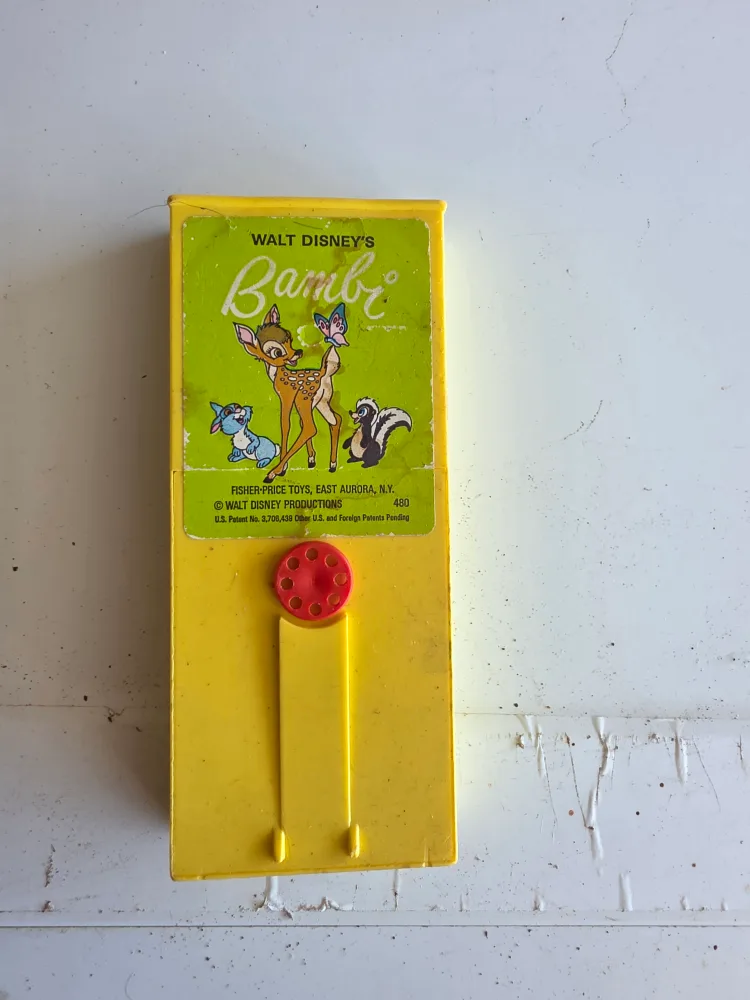 WALT DISNEY'S
Bambi
FISHER-PRICE TOYS, EAST AURORA, N.Y.
© WALT DISNEY PRODUCTIONS 480
U.S. Patent No. 3,706,439 Other U.S. and Foreign Patents Pending